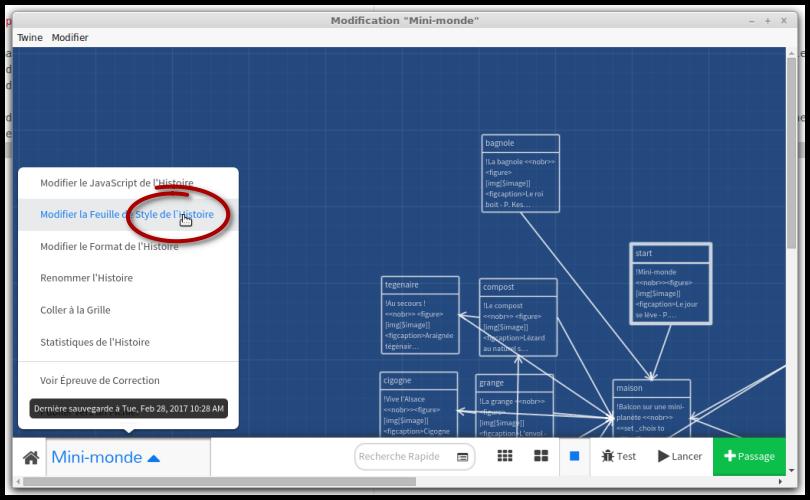 Modification "Mini-monde"
Twine Modifier
bagnole
!La bagnole <<nobr>>
<figure>
[img[$image]]
<figcaption>Le roi
boit - P. Kes...
Modifier le JavaScript de l'Histoire
Modifier la Feuille de Style de l'Histoire
Modifier le Format de l'Histoire
Renommer l'Histoire
Coller à la Grille
Statistiques de l'Histoire
Voir Épreuve de Correction
Dernière sauvegarde à Tue, Feb 28, 2017 10:28 AM
start
!Mini-monde
<<nobr>><figure>
[img[$image]]
<figcaption>Le jour
se lève - P....
tegenaire
!Au secours !
<<nobr>> <figure>
[img[$image]]
<figcaption>Araignée
tégénair...
compost
!Le compost
<<nobr>> <figure>
[img[$image]]
<figcaption>Lézard
au naturel s...
cigogne
!Vive l'Alsace
<<nobr>><figure>
[img[$image]]
<figcaption>Cigogne
grange
!La grange <<nobr>>
<figure>
[img[$image]]
<figcaption>L'envol -
maison
!Balcon sur une mini-
planète <<nobr>>
<<set _choix to
Mini-monde
Recherche Rapide
Test
Lancer
Passage